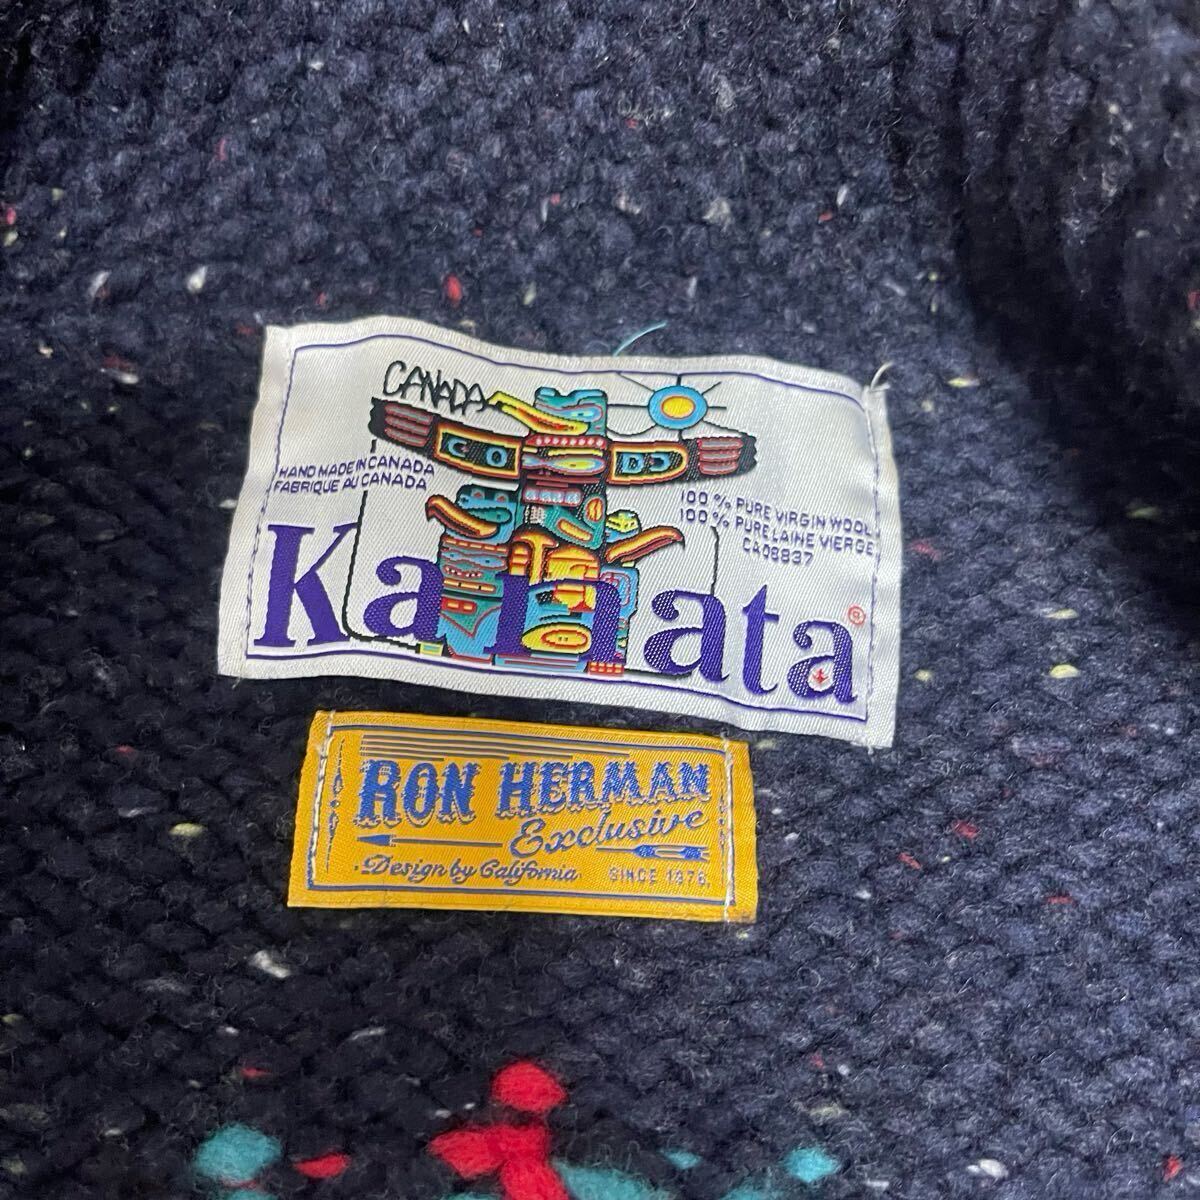 CANADA
HAND MADE IN CANADA
FABRIQUE AU CANADA
100% PURE VIRGIN WOOL
100% PURE LAINE VIERGE
CA08837
Kanata®
RON HERMAN
Exclusive
·Design by California·
SINCE 1976.